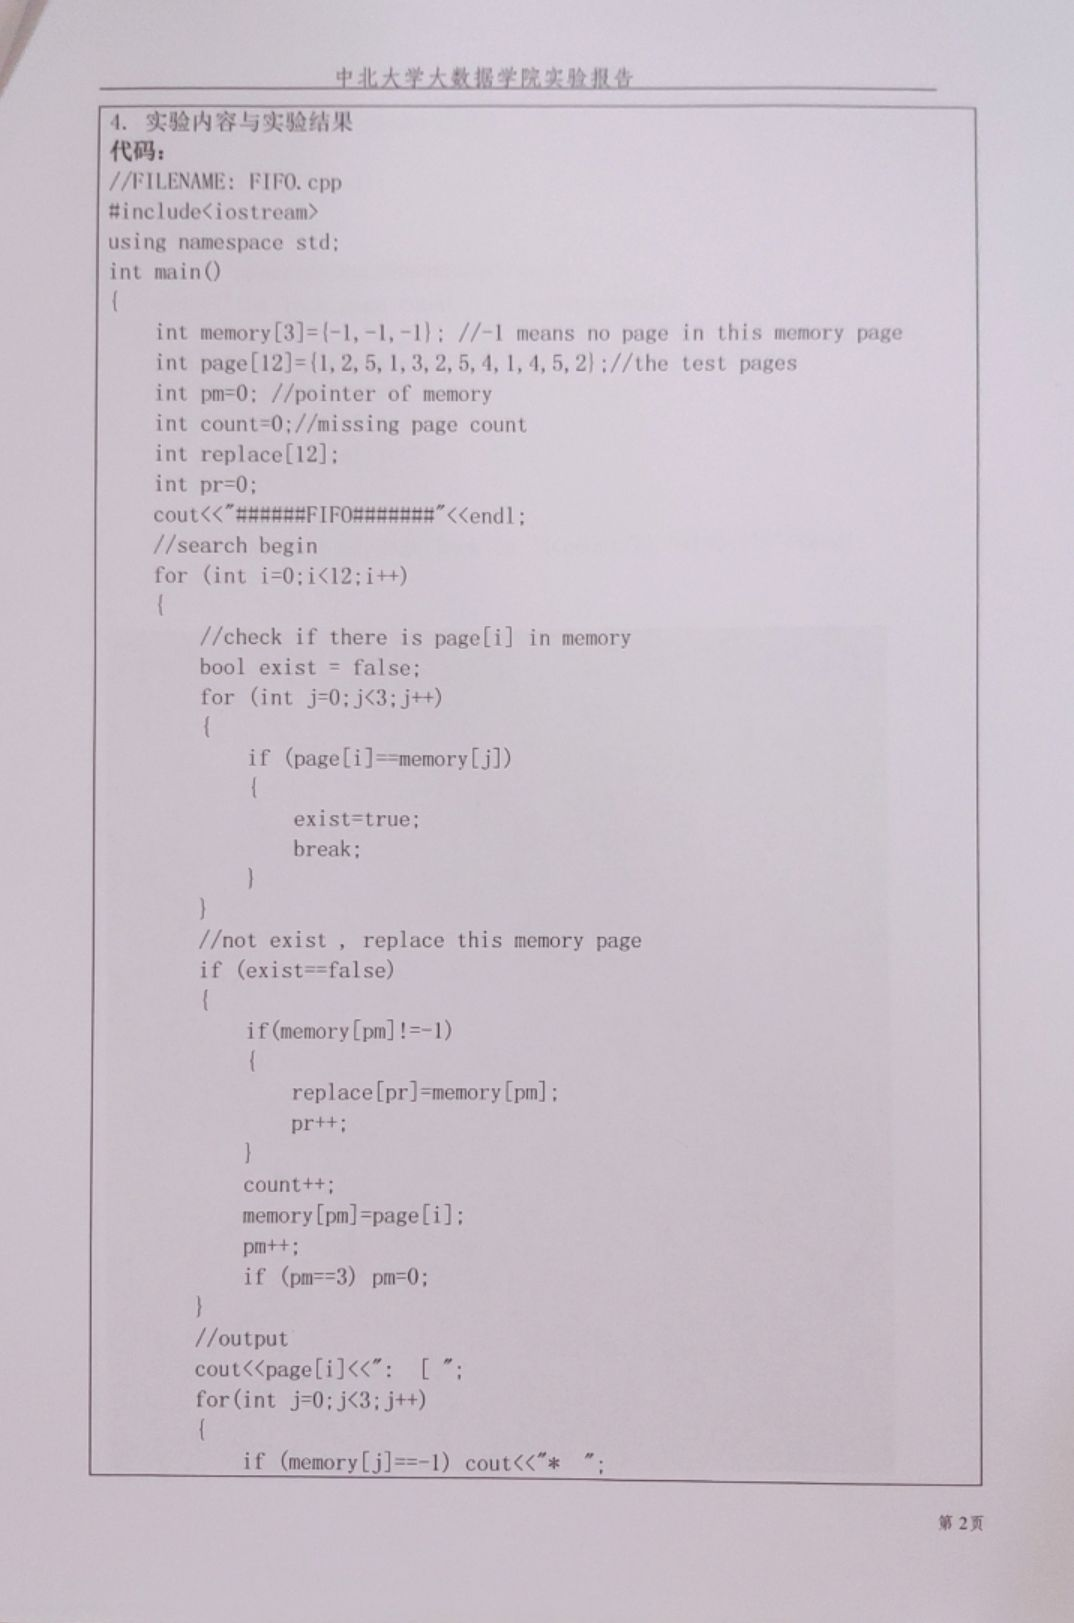 中北大学大数据学院实验报告
4. 实验内容与实验结果
代码:
//FILENAME: FIFO.cpp
#include<iostream>
using namespace std;
int main()
{
    int memory[3]={-1,-1,-1}; //-1 means no page in this memory page
    int page[12]={1,2,5,1,3,2,5,4,1,4,5,2};//the test pages
    int pm=0; //pointer of memory
    int count=0;//missing page count
    int replace[12];
    int pr=0;
    cout<<"######FIFO#######"<<endl;
    //search begin
    for (int i=0;i<12;i++)
    {
        //check if there is page[i] in memory
        bool exist = false;
        for (int j=0;j<3;j++)
        {
            if (page[i]==memory[j])
            {
                exist=true;
                break;
            }
        }
        //not exist , replace this memory page
        if (exist==false)
        {
            if(memory[pm]!=-1)
            {
                replace[pr]=memory[pm];
                pr++;
            }
            count++;
            memory[pm]=page[i];
            pm++;
            if (pm==3) pm=0;
        }
        //output
        cout<<page[i]<<":  [ ";
        for(int j=0;j<3;j++)
        {
            if (memory[j]==-1) cout<<"*  ";
第 2页